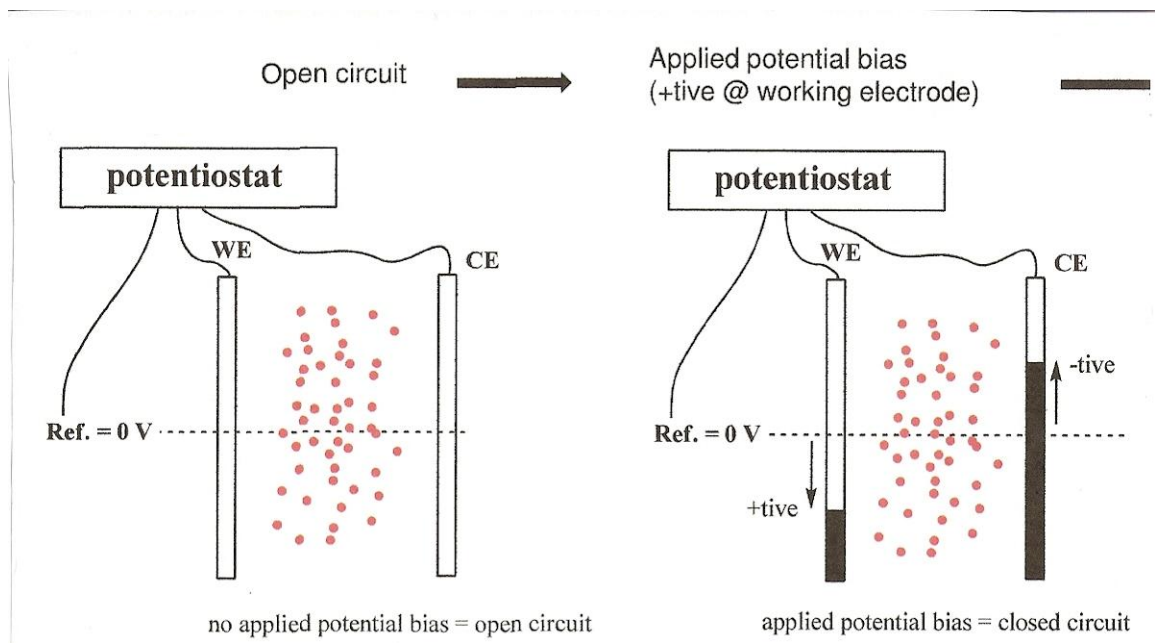 Open circuit
Applied potential bias
(+tive @ working electrode)
potentiostat
WE
CE
Ref. = 0 V
no applied potential bias = open circuit
potentiostat
WE
CE
-tive
Ref. = 0 V
+tive
applied potential bias = closed circuit